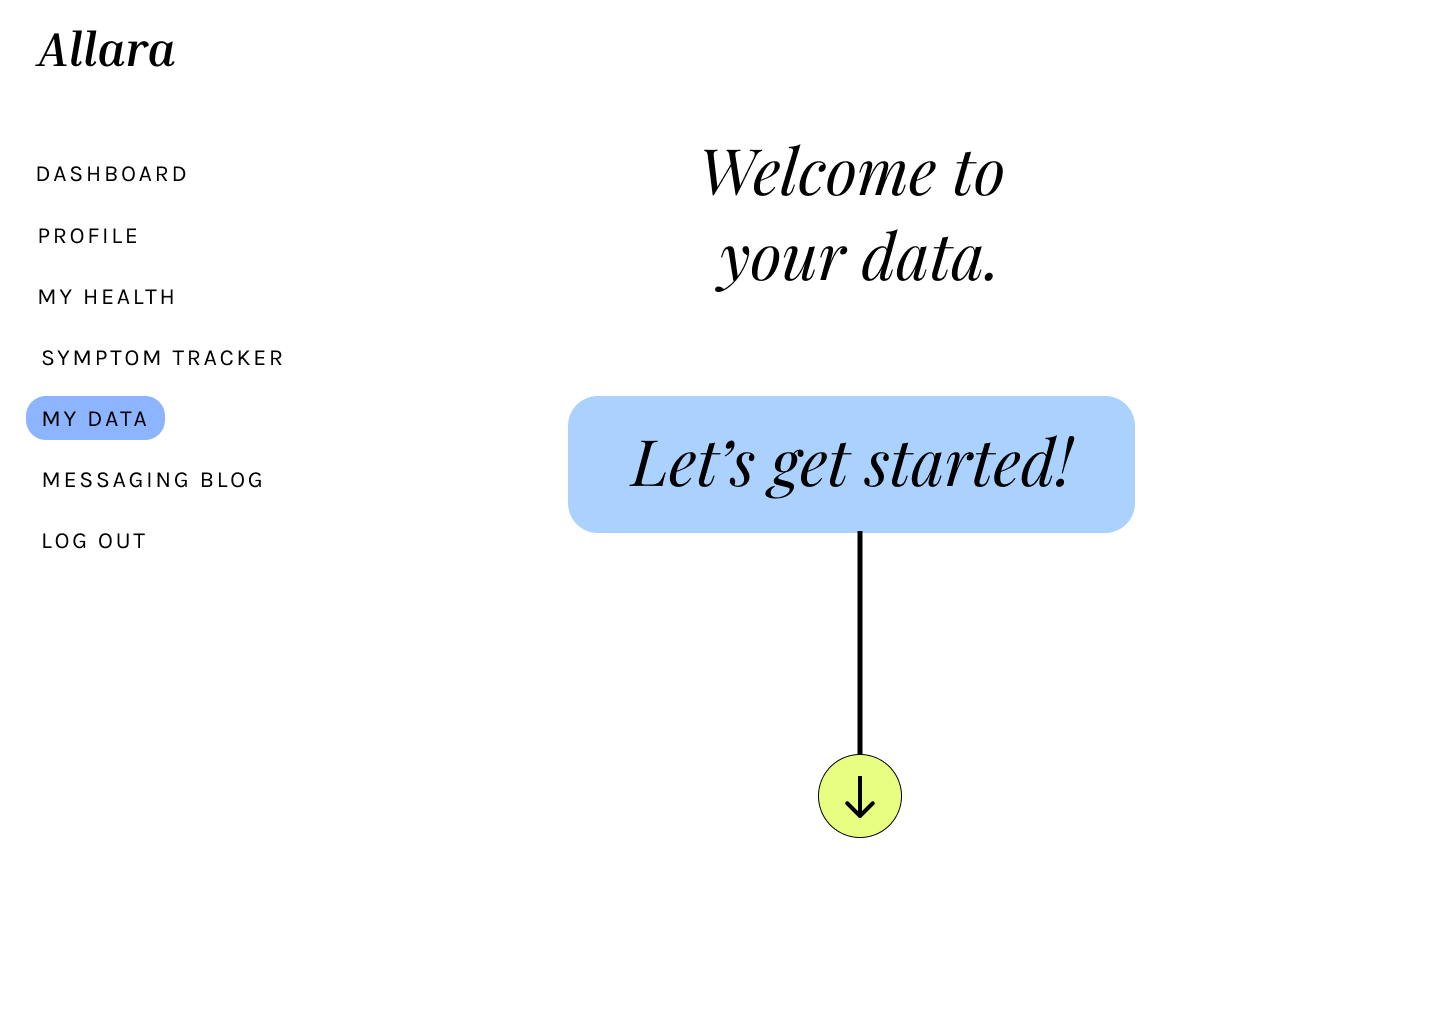 Allara
DASHBOARD
PROFILE
MY HEALTH
SYMPTOM TRACKER
MY DATA
MESSAGING BLOG
LOG OUT
Welcome to
your data.
Let’s get started!